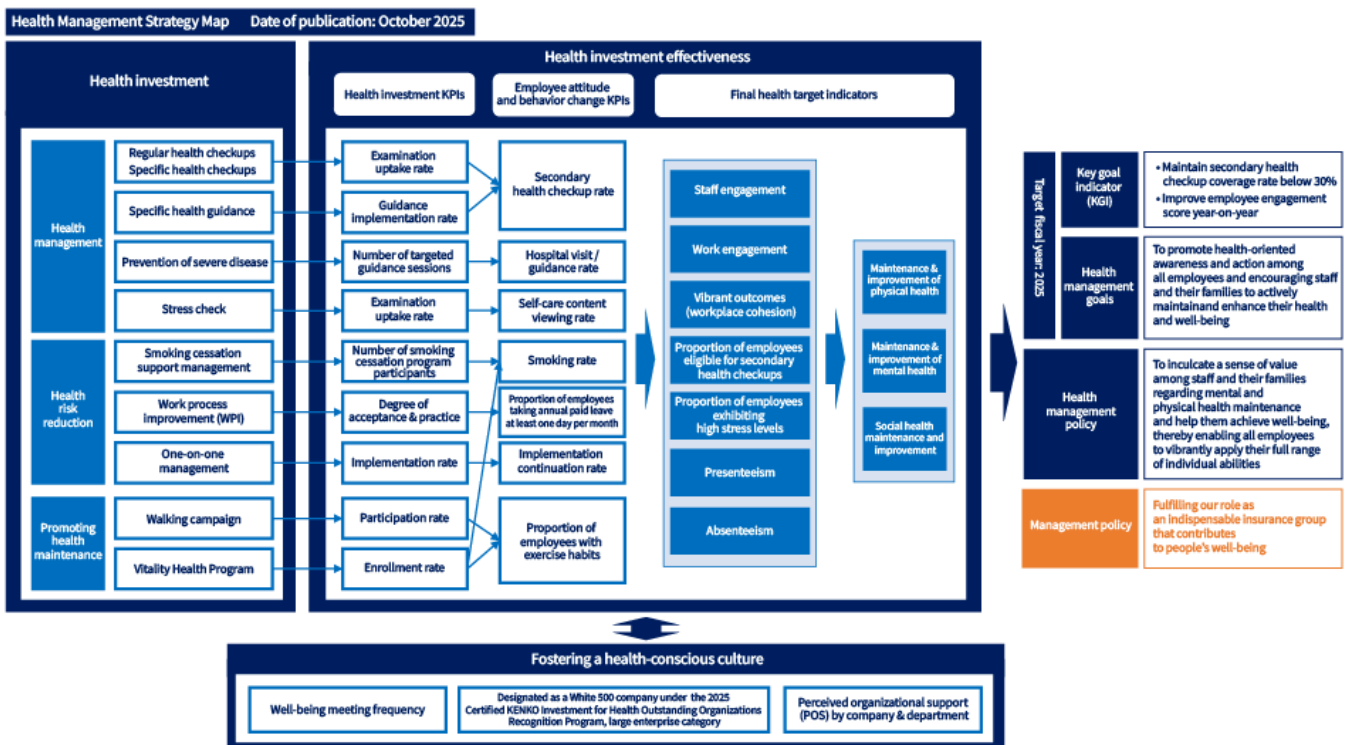 Health Management Strategy Map Date of publication: October 2025
Health investment
Health investment effectiveness
Health investment KPIs
Employee attitude
and behavior change KPIs
Final health target indicators
Health
management
Regular health checkups
Specific health checkups
Examination
uptake rate
Secondary
health checkup rate
Specific health guidance
Guidance
implementation rate
Prevention of severe disease
Number of targeted
guidance sessions
Hospital visit /
guidance rate
Stress check
Examination
uptake rate
Self-care content
viewing rate
Health
risk
reduction
Smoking cessation
support management
Number of smoking
cessation program
participants
Smoking rate
Work process
improvement (WPI)
Degree of
acceptance & practice
Proportion of employees
taking annual paid leave
at least one day per month
One-on-one
management
Implementation rate
Implementation
continuation rate
Promoting
health
maintenance
Walking campaign
Participation rate
Proportion of
employees with
exercise habits
Vitality Health Program
Enrollment rate
Staff engagement
Work engagement
Vibrant outcomes
(workplace cohesion)
Proportion of employees
eligible for secondary
health checkups
Proportion of employees
exhibiting
high stress levels
Presenteeism
Absenteeism
Maintenance &
improvement of
physical health
Maintenance &
improvement of
mental health
Social health
maintenance and
improvement
Target fiscal year: 2025
Key goal
indicator
(KGI)
• Maintain secondary health
checkup coverage rate below 30%
• Improve employee engagement
score year-on-year
Health
management
goals
To promote health-oriented
awareness and action among
all employees and encouraging staff
and their families to actively
maintainand enhance their health
and well-being
Health
management
policy
To inculcate a sense of value
among staff and their families
regarding mental and
physical health maintenance
and help them achieve well-being,
thereby enabling all employees
to vibrantly apply their full range
of individual abilities
Management policy
Fulfilling our role as
an indispensable insurance group
that contributes
to people's well-being
Fostering a health-conscious culture
Well-being meeting frequency
Designated as a White 500 company under the 2025
Certified KENKO Investment for Health Outstanding Organizations
Recognition Program, large enterprise category
Perceived organizational support
(POS) by company & department